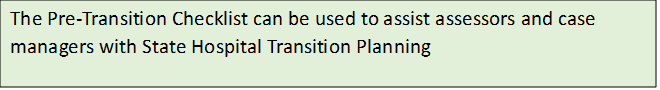 The Pre-Transition Checklist can be used to assist assessors and case
managers with State Hospital Transition Planning